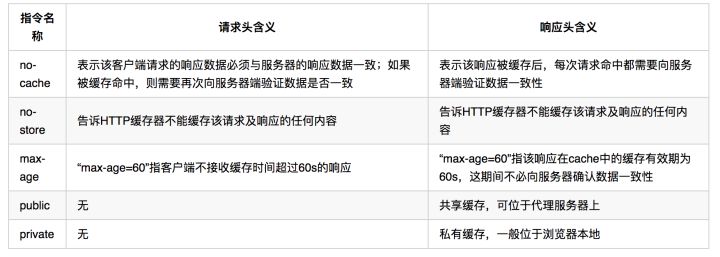 指令名称
请求头含义
响应头含义
no-cache
表示该客户端请求的响应数据必须与服务器的响应数据一致；如果
被缓存命中，则需要再次向服务器端验证数据是否一致
表示该响应被缓存后，每次请求命中都需要向服务
器端验证数据一致性
no-store
告诉HTTP缓存器不能缓存该请求及响应的任何内容
告诉HTTP缓存器不能缓存该请求及响应的任何内
容
max-age
“max-age=60”指客户端不接收缓存时间超过60s的响应
“max-age=60”指该响应在cache中的缓存有效期为
60s，这期间不必向服务器确认数据一致性
public
无
共享缓存，可位于代理服务器上
private
无
私有缓存，一般位于浏览器本地